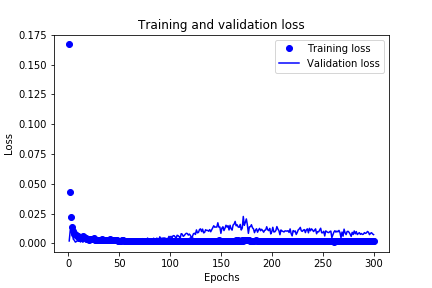 Training and validation loss
0.175
0.150
0.125
0.100
0.075
0.050
0.025
0.000
Loss
Training loss
Validation loss
0 50 100 150 200 250 300
Epochs